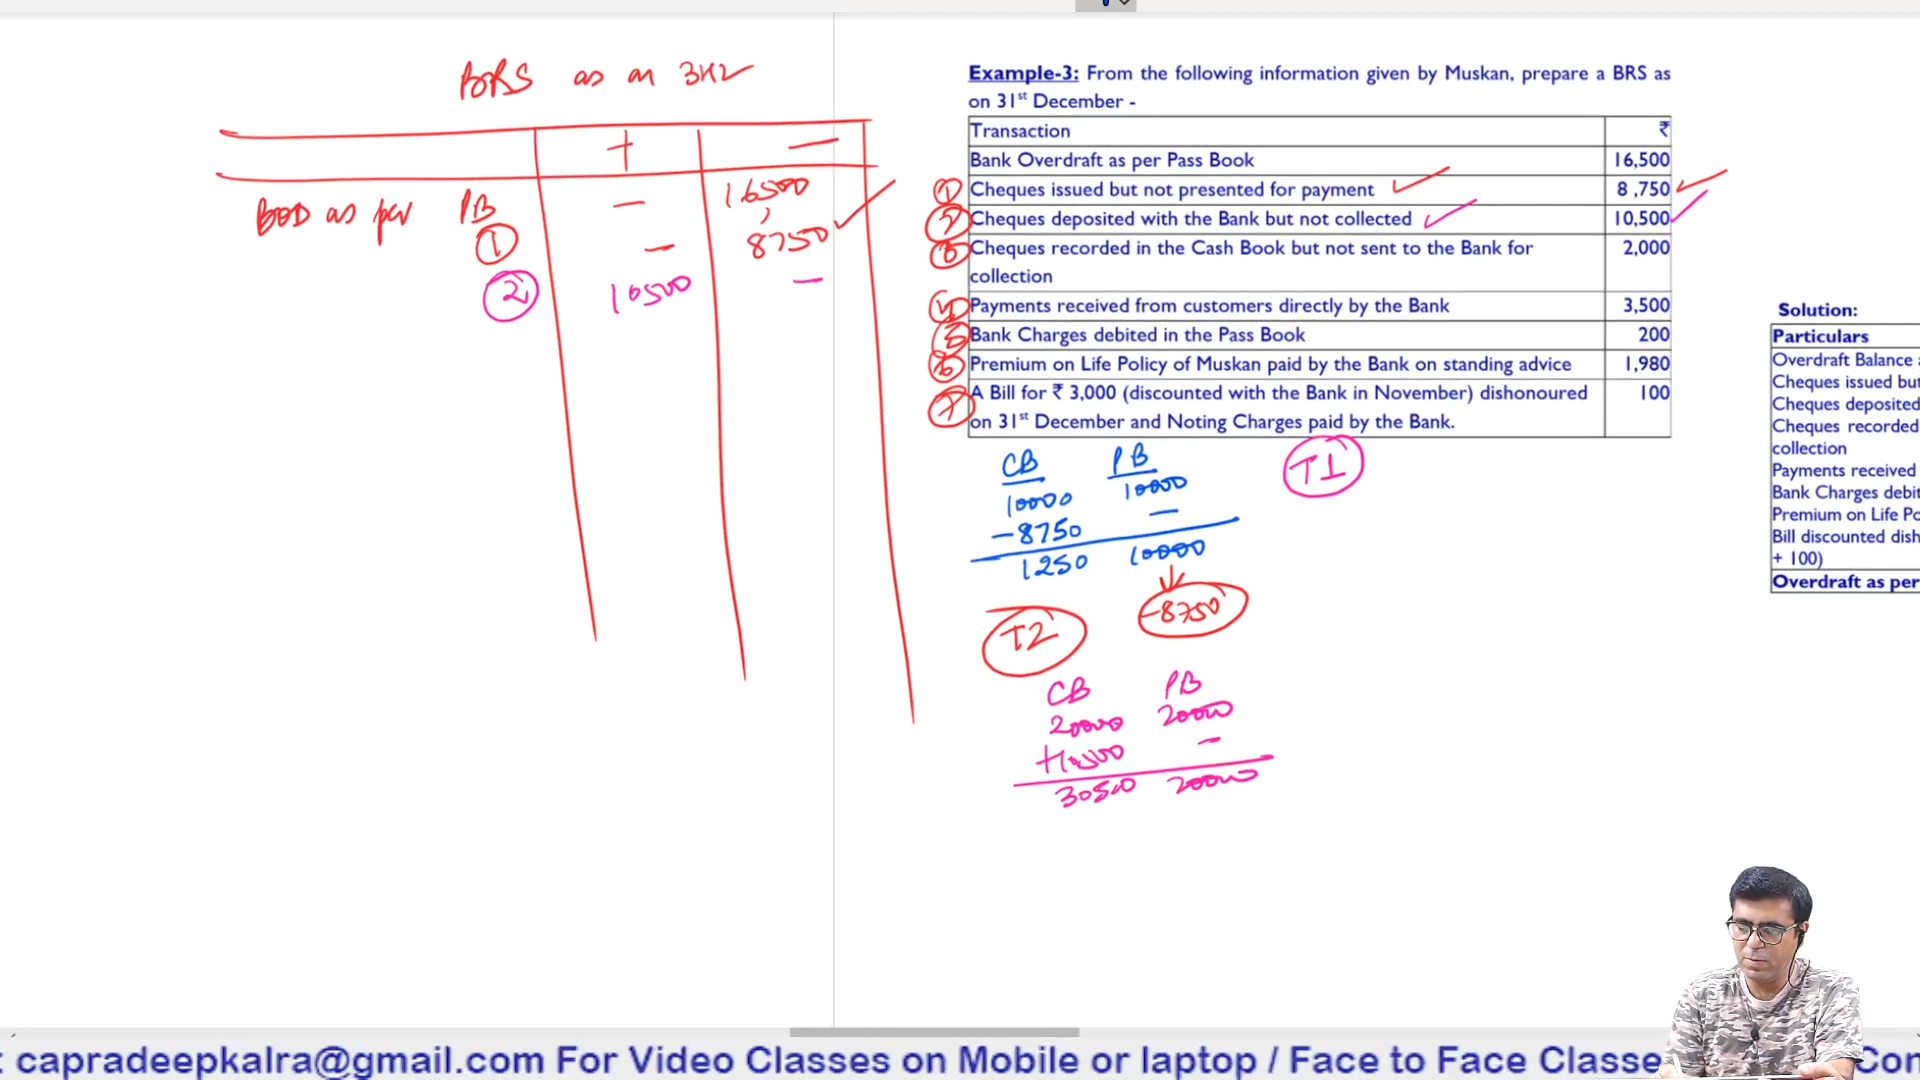 BRS as on 31/12
+ —
BOD as per PB — 16500
① — 8750
② 10500 —
Example-3: From the following information given by Muskan, prepare a BRS as
on 31st December -
Transaction ₹
Bank Overdraft as per Pass Book 16,500
① Cheques issued but not presented for payment 8,750
② Cheques deposited with the Bank but not collected 10,500
③ Cheques recorded in the Cash Book but not sent to the Bank for 2,000
collection
④ Payments received from customers directly by the Bank 3,500
⑤ Bank Charges debited in the Pass Book 200
⑥ Premium on Life Policy of Muskan paid by the Bank on standing advice 1,980
⑦ A Bill for ₹ 3,000 (discounted with the Bank in November) dishonoured 100
on 31st December and Noting Charges paid by the Bank.
CB PB T1
10000 10000
-8750 —
1250 10000
-8750
T2
CB PB
20000 20000
+10500 -
30500 20000
Solution:
Particulars
Overdraft Balance
Cheques issued but
Cheques deposited
Cheques recorded
collection
Payments received
Bank Charges debit
Premium on Life Po
Bill discounted dish
+ 100)
Overdraft as per
: capradeepkalra@gmail.com For Video Classes on Mobile or laptop / Face to Face Classe Con